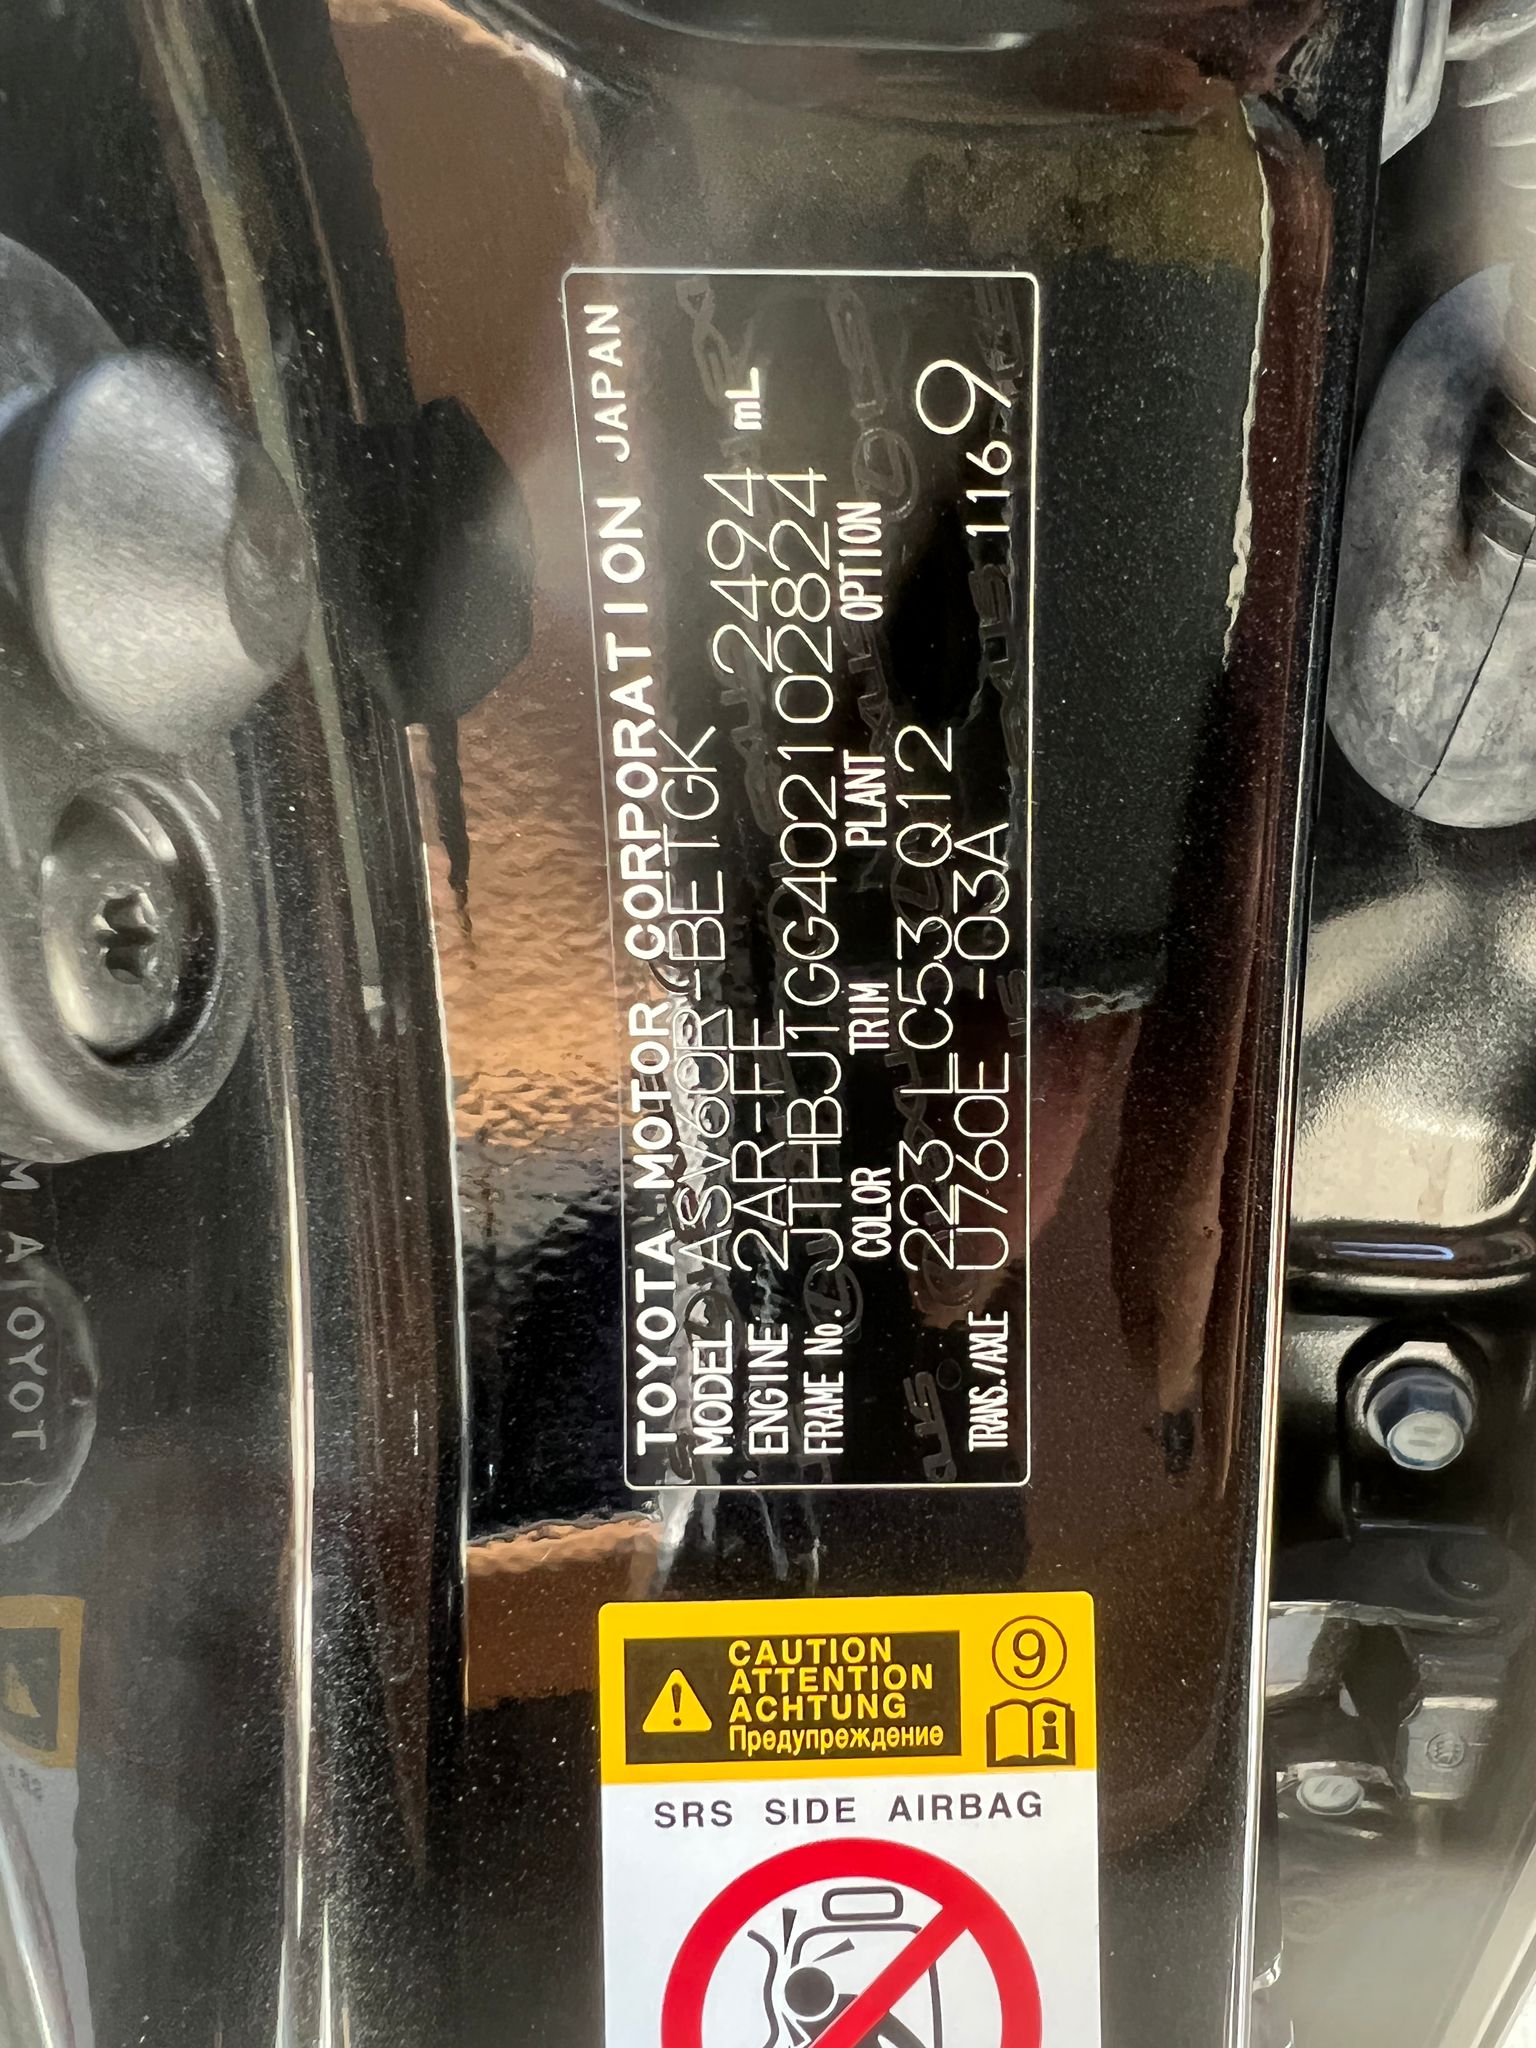 TOYOTA MOTOR CORPORATION JAPAN
MODEL ASV60R-BETGK
ENGINE 2AR-FE 2494 mL
FRAME No. JTHBJ1GG402102824
COLOR TRIM PLANT OPTION
223 LC53 Q12
TRANS./AXLE U760E -03A 1169
CAUTION
ATTENTION
ACHTUNG
Предупреждение
9
i
SRS SIDE AIRBAG
M AIOYOT